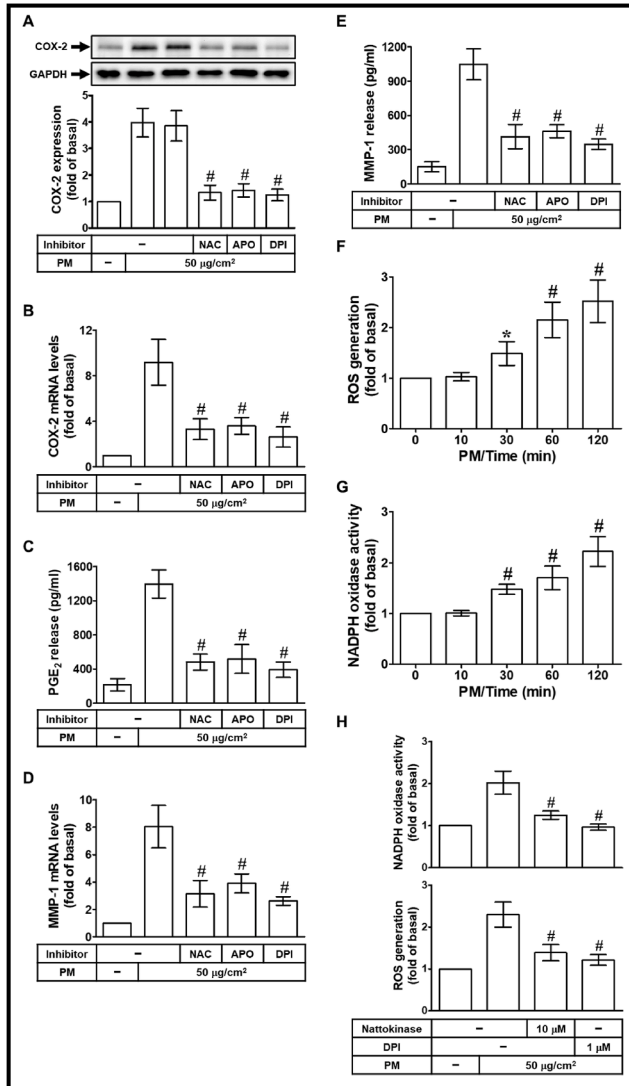 A
COX-2
GAPDH
COX-2 expression
(fold of basal)
5
4
3
2
1
0
# # #
Inhibitor – NAC APO DPI
PM – 50 μg/cm²
B
COX-2 mRNA levels
(fold of basal)
12
8
4
0
# # #
Inhibitor – NAC APO DPI
PM – 50 μg/cm²
C
PGE₂ release (pg/ml)
1600
1200
800
400
0
# # #
Inhibitor – NAC APO DPI
PM – 50 μg/cm²
D
MMP-1 mRNA levels
(fold of basal)
10
8
6
4
2
0
# # #
Inhibitor – NAC APO DPI
PM – 50 μg/cm²
E
MMP-1 release (pg/ml)
1200
900
600
300
0
# # #
Inhibitor – NAC APO DPI
PM – 50 μg/cm²
F
ROS generation
(fold of basal)
3
2
1
0
* # #
0 10 30 60 120
PM/Time (min)
G
NADPH oxidase activity
(fold of basal)
3
2
1
0
# # #
0 10 30 60 120
PM/Time (min)
H
NADPH oxidase activity
(fold of basal)
3
2
1
0
# #
ROS generation
(fold of basal)
3
2
1
0
# #
Nattokinase – 10 μM –
DPI – 1 μM
PM – 50 μg/cm²